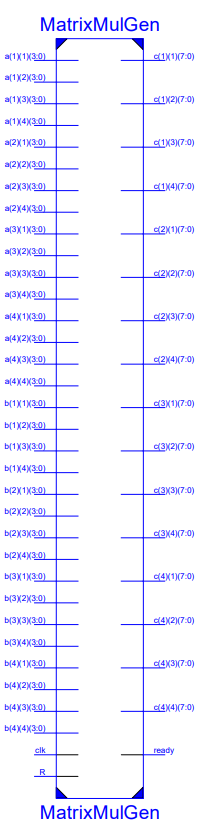 MatrixMulGen
a(1)(1)(3:0) c(1)(1)(7:0)
a(1)(2)(3:0)
a(1)(3)(3:0) c(1)(2)(7:0)
a(1)(4)(3:0)
a(2)(1)(3:0) c(1)(3)(7:0)
a(2)(2)(3:0)
a(2)(3)(3:0) c(1)(4)(7:0)
a(2)(4)(3:0)
a(3)(1)(3:0) c(2)(1)(7:0)
a(3)(2)(3:0)
a(3)(3)(3:0) c(2)(2)(7:0)
a(3)(4)(3:0)
a(4)(1)(3:0) c(2)(3)(7:0)
a(4)(2)(3:0)
a(4)(3)(3:0) c(2)(4)(7:0)
a(4)(4)(3:0)
b(1)(1)(3:0) c(3)(1)(7:0)
b(1)(2)(3:0)
b(1)(3)(3:0) c(3)(2)(7:0)
b(1)(4)(3:0)
b(2)(1)(3:0) c(3)(3)(7:0)
b(2)(2)(3:0)
b(2)(3)(3:0) c(3)(4)(7:0)
b(2)(4)(3:0)
b(3)(1)(3:0) c(4)(1)(7:0)
b(3)(2)(3:0)
b(3)(3)(3:0) c(4)(2)(7:0)
b(3)(4)(3:0)
b(4)(1)(3:0) c(4)(3)(7:0)
b(4)(2)(3:0)
b(4)(3)(3:0) c(4)(4)(7:0)
b(4)(4)(3:0)
clk ready
R
MatrixMulGen